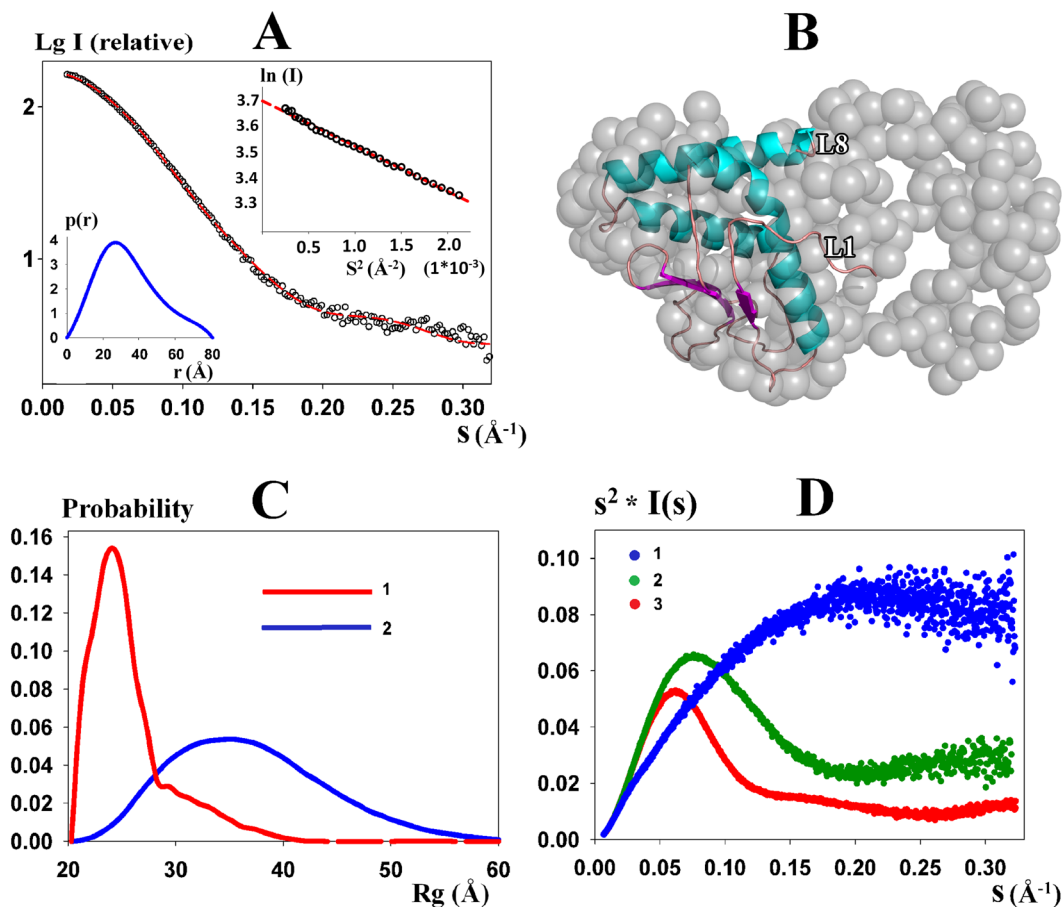 A
Lg I (relative)
2
1
ln (I)
3.7
3.6
3.5
3.4
3.3
0.5 1.0 1.5 2.0
S² (Å⁻²) (1*10⁻³)
p(r)
4
3
2
1
0
0 20 40 60 80
r (Å)
0.00 0.05 0.10 0.15 0.20 0.25 0.30
S (Å⁻¹)
B
L8
L1
Probability C
0.16
0.14
0.12
0.10
0.08
0.06
0.04
0.02
0.00
1
2
20 30 40 50 60
Rg (Å)
s² * I(s) D
0.10
0.08
0.06
0.04
0.02
0.00
1
2
3
0.00 0.05 0.10 0.15 0.20 0.25 0.30
S (Å⁻¹)